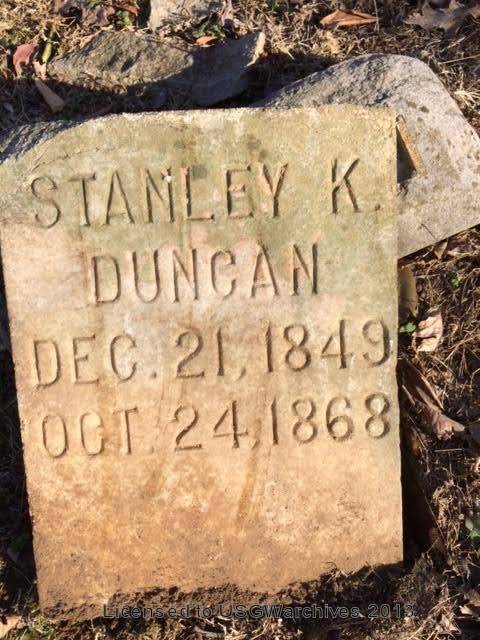 STANLEY K.
DUNCAN
DEC. 21, 1849
OCT. 24, 1868
Licensed to USGWarchives 2013